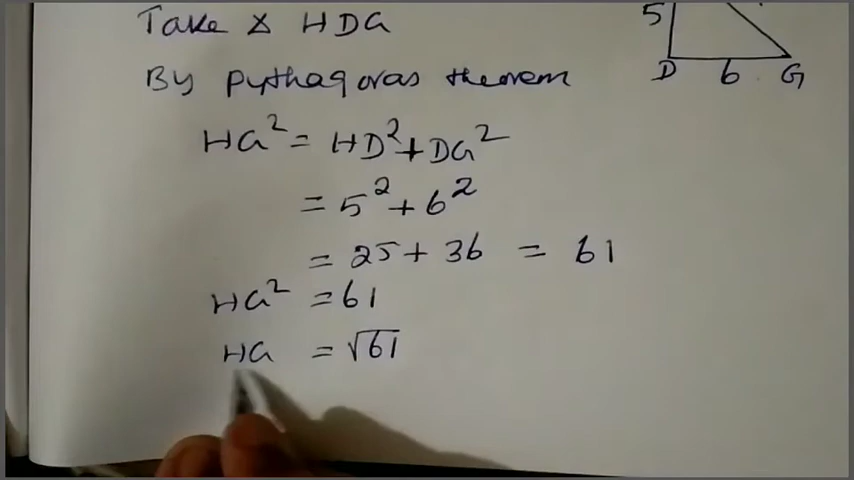 Take △ HDG
5
By Pythagoras theorem
D 6 G
HG² = HD² + DG²
= 5² + 6²
= 25 + 36 = 61
HG² = 61
HG = √61